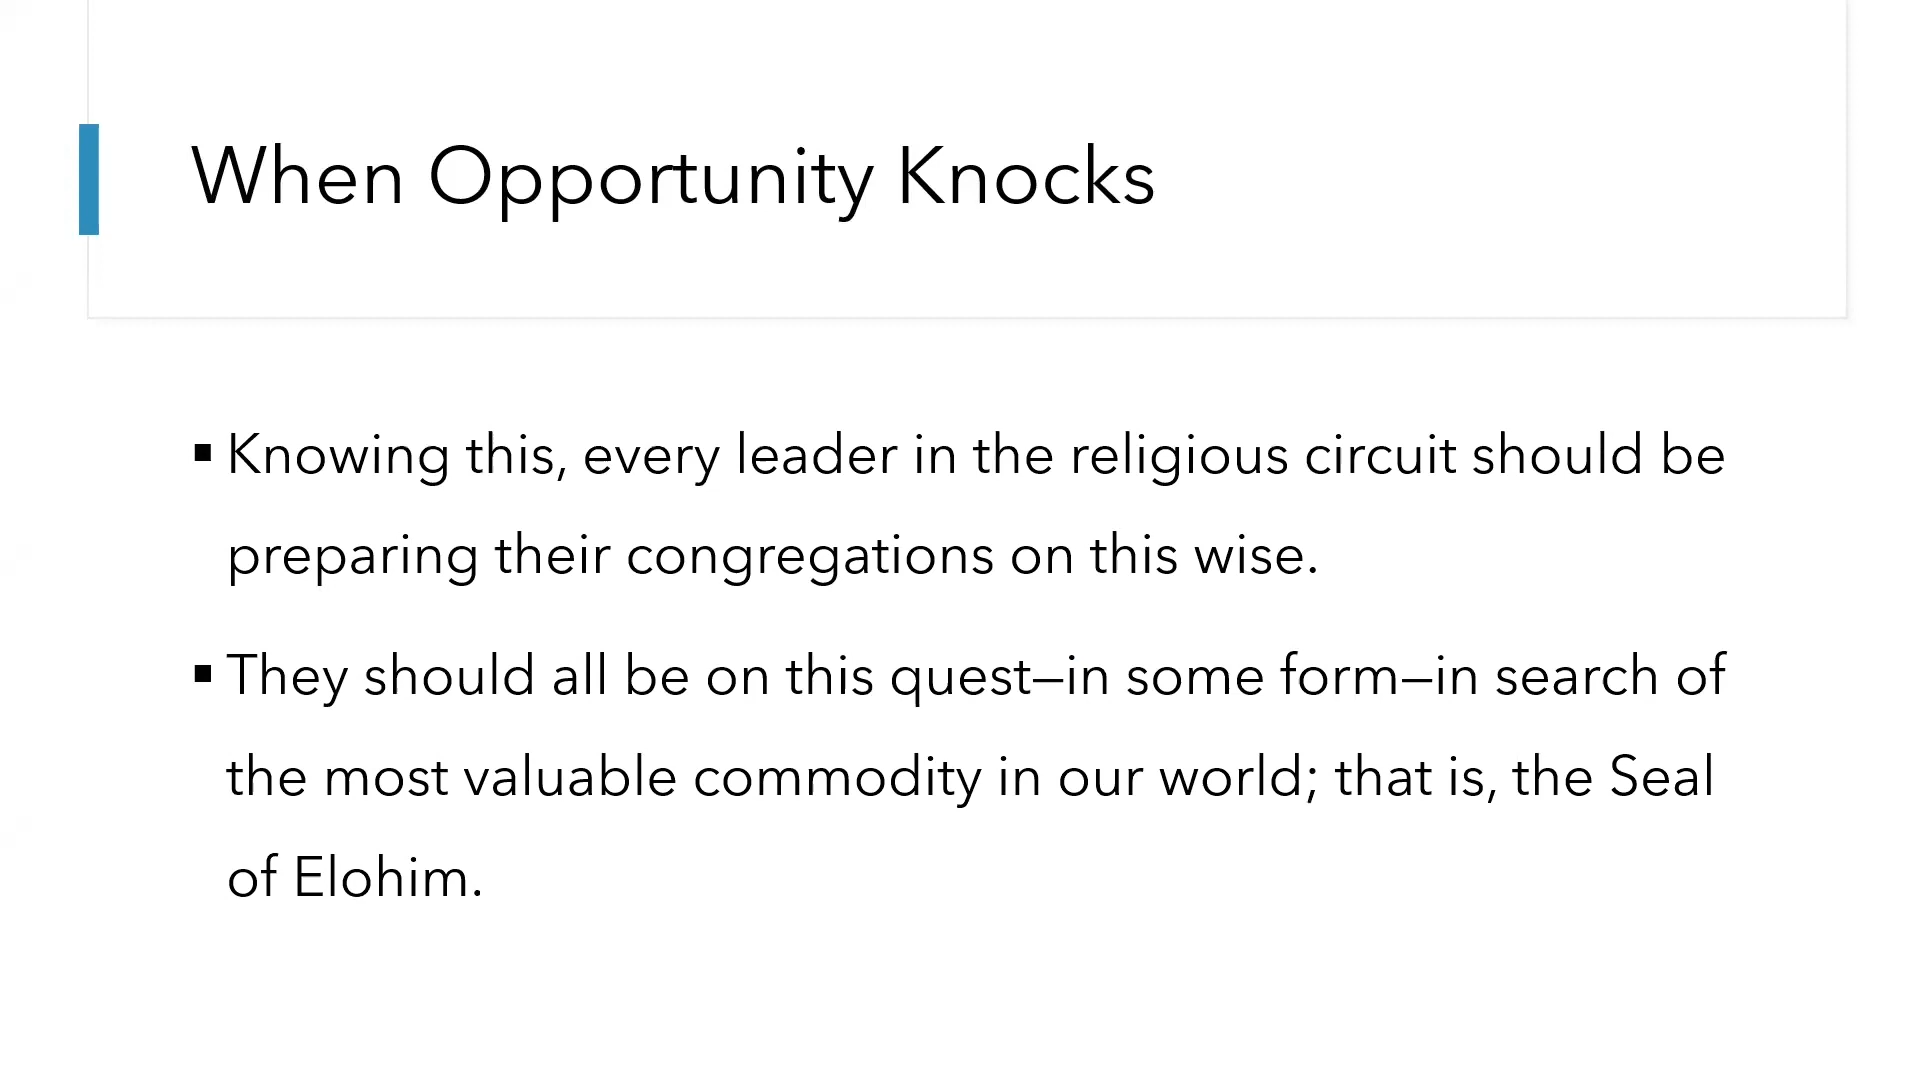 When Opportunity Knocks
▪ Knowing this, every leader in the religious circuit should be
preparing their congregations on this wise.
▪ They should all be on this quest—in some form—in search of
the most valuable commodity in our world; that is, the Seal
of Elohim.